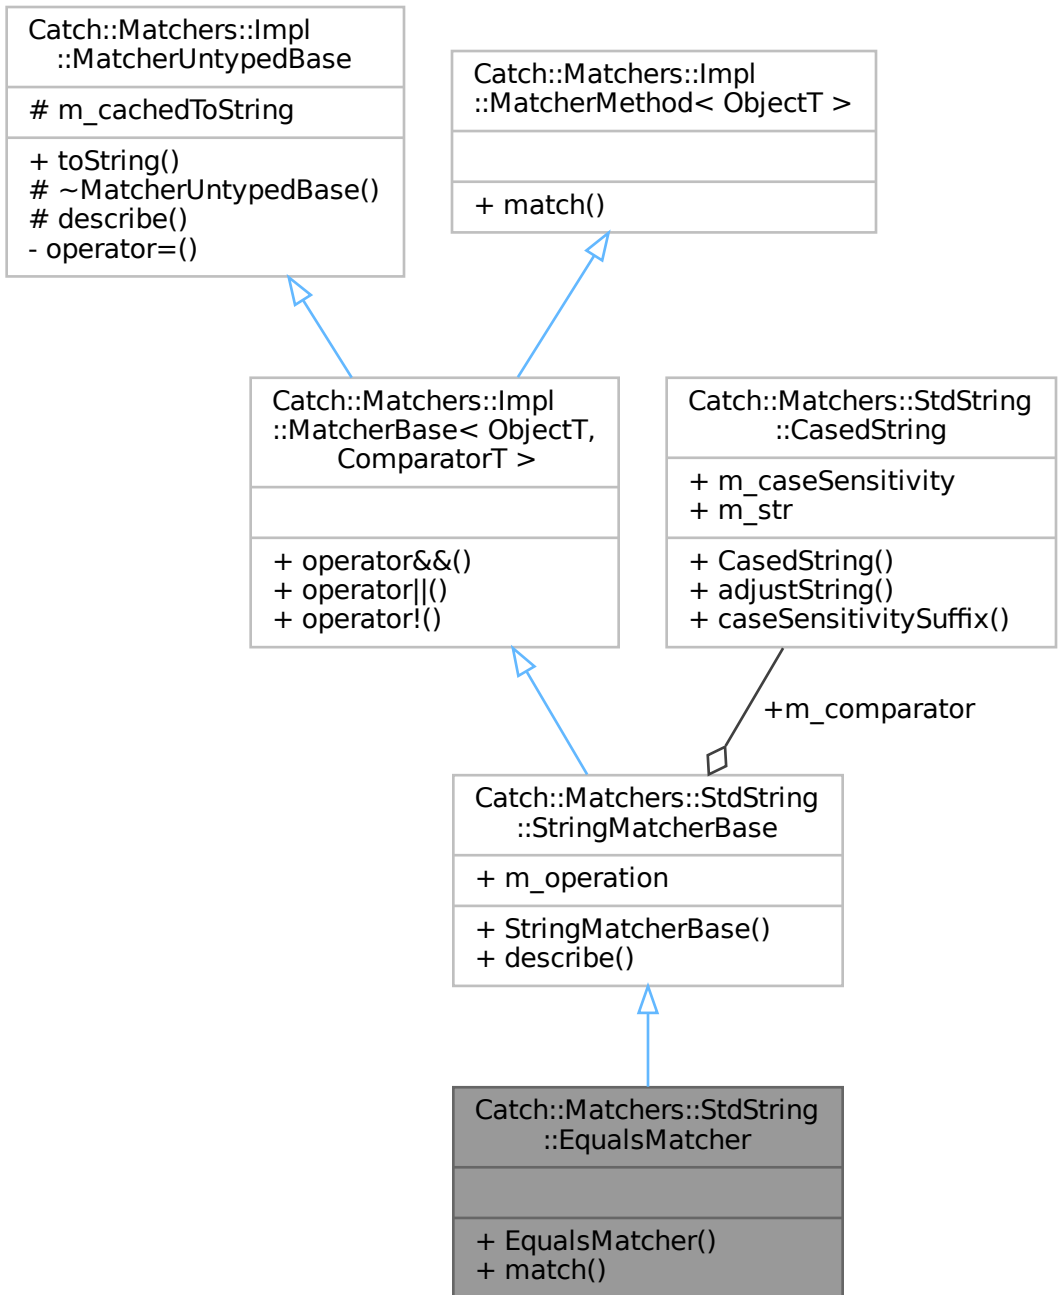 Catch::Matchers::Impl
::MatcherUntypedBase
# m_cachedToString
+ toString()
# ~MatcherUntypedBase()
# describe()
- operator=()
Catch::Matchers::Impl
::MatcherMethod< ObjectT >
+ match()
Catch::Matchers::Impl
::MatcherBase< ObjectT,
ComparatorT >
+ operator&&()
+ operator||()
+ operator!()
Catch::Matchers::StdString
::CasedString
+ m_caseSensitivity
+ m_str
+ CasedString()
+ adjustString()
+ caseSensitivitySuffix()
+m_comparator
Catch::Matchers::StdString
::StringMatcherBase
+ m_operation
+ StringMatcherBase()
+ describe()
Catch::Matchers::StdString
::EqualsMatcher
+ EqualsMatcher()
+ match()